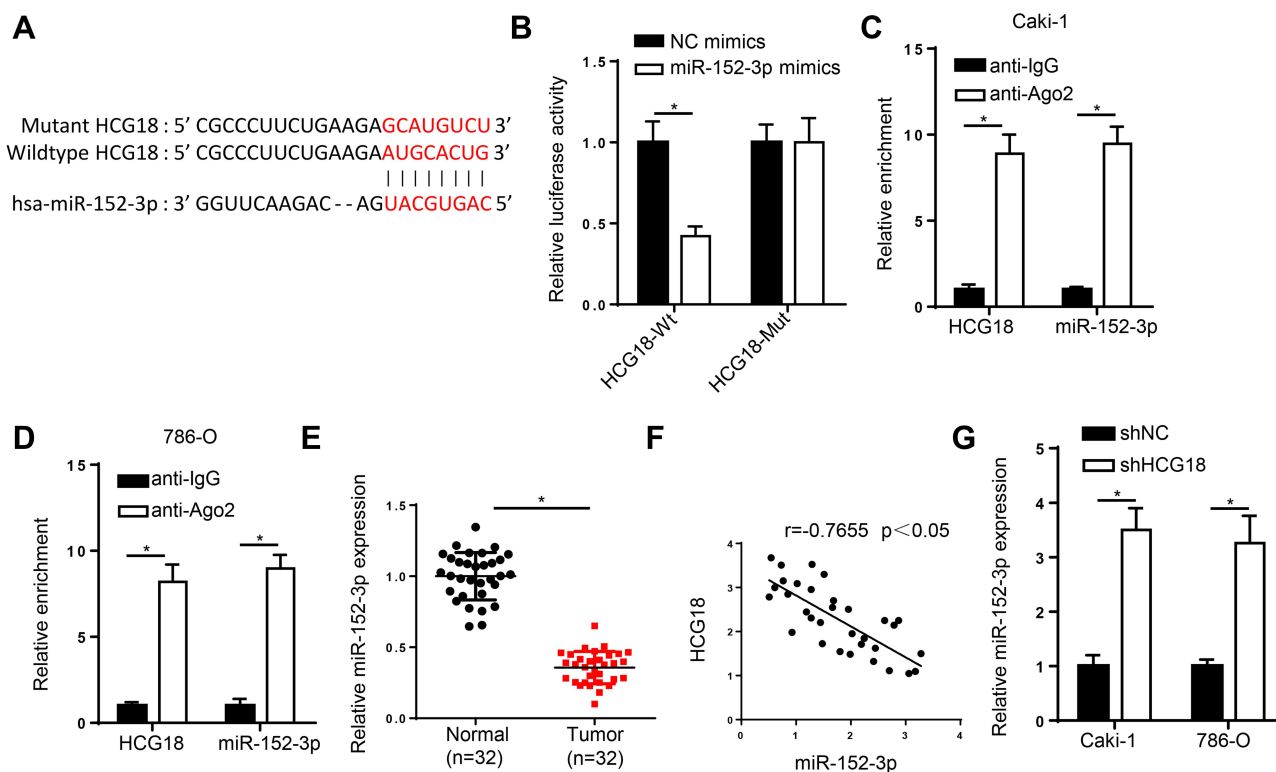 A
Mutant HCG18 : 5’ CGCCCUUCUGAAGAGCAUGUCU 3’
Wildtype HCG18 : 5’ CGCCCUUCUGAAGAAUGCACUG 3’
hsa-miR-152-3p : 3’ GGUUCAAGAC--AGUACGUGAC 5’
B
NC mimics
miR-152-3p mimics
Relative luciferase activity
1.5
1.0
0.5
0.0
*
HCG18-Wt
HCG18-Mut
C
Caki-1
anti-IgG
anti-Ago2
Relative enrichment
15
10
5
0
*
*
HCG18
miR-152-3p
D
786-O
anti-IgG
anti-Ago2
Relative enrichment
15
10
5
0
*
*
HCG18
miR-152-3p
E
Relative miR-152-3p expression
1.5
1.0
0.5
0.0
*
Normal
(n=32)
Tumor
(n=32)
F
r=-0.7655 p<0.05
HCG18
4
3
2
1
0
0 1 2 3 4
miR-152-3p
G
shNC
shHCG18
Relative miR-152-3p expression
5
4
3
2
1
0
*
*
Caki-1
786-O